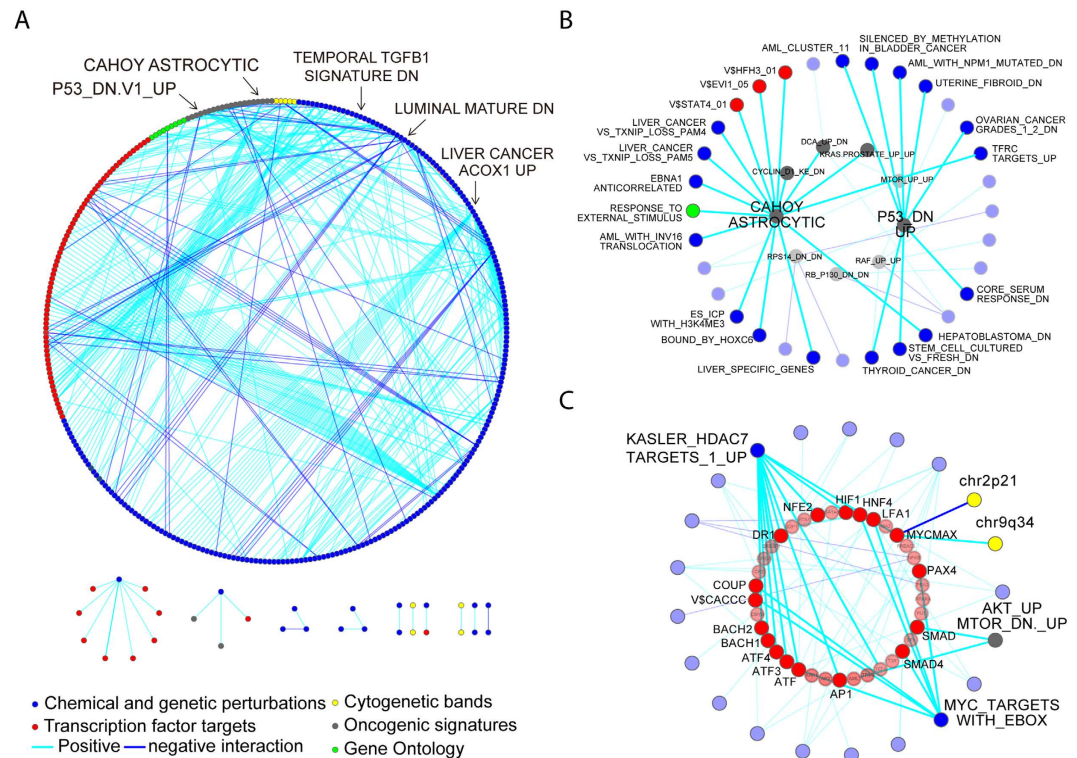 A
CAHOY ASTROCYTIC
P53_DN.V1_UP
TEMPORAL TGFB1
SIGNATURE DN
LUMINAL MATURE DN
LIVER CANCER
ACOX1 UP
Chemical and genetic perturbations
Transcription factor targets
Positive
negative interaction
Cytogenetic bands
Oncogenic signatures
Gene Ontology
B
AML_CLUSTER_11
SILENCED_BY_METHYLATION
IN_BLADDER_CANCER
V$HFH3_01
AML_WITH_NPM1_MUTATED_DN
V$EVI1_05
UTERINE_FIBROID_DN
V$STAT4_01
LIVER_CANCER
VS_TXNIP_LOSS_PAM4
OVARIAN_CANCER
GRADES_1_2_DN
LIVER_CANCER
VS_TXNIP_LOSS_PAM5
TFRC
TARGETS_UP
DCA_UP_DN
KRAS.PROSTATE_UP_UP
CYCLIN_D1_KE_DN
MTOR_UP_UP
EBNA1
ANTICORRELATED
RESPONSE_TO
EXTERNAL_STIMULUS
CAHOY
ASTROCYTIC
P53_DN
UP
AML_WITH_INV16
TRANSLOCATION
RPS14_DN_DN
RAF_UP_UP
RB_P130_DN_DN
CORE_SERUM
RESPONSE_DN
ES_ICP
WITH_H3K4ME3
BOUND_BY_HOXC6
HEPATOBLASTOMA_DN
STEM_CELL_CULTURED
VS_FRESH_DN
LIVER_SPECIFIC_GENES
THYROID_CANCER_DN
C
KASLER_HDAC7
TARGETS_1_UP
chr2p21
chr9q34
NFE2
HIF1
HNF4
LFA1
MYCMAX
DR1
PAX4
COUP
V$CACCC
AKT_UP
MTOR_DN._UP
BACH2
BACH1
ATF4
ATF3
ATF
AP1
SMAD
SMAD4
MYC_TARGETS
WITH_EBOX